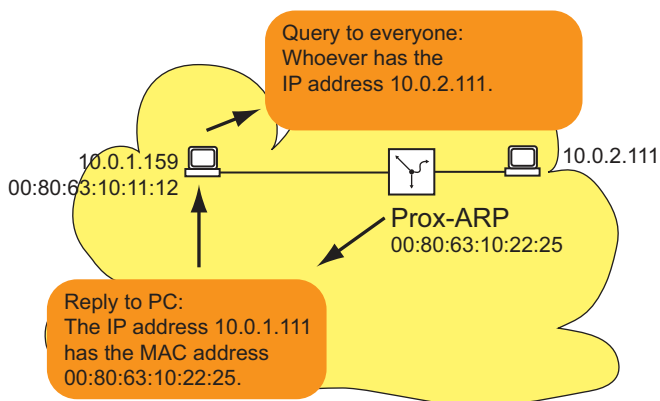 Query to everyone:
Whoever has the
IP address 10.0.2.111.
10.0.1.159
00:80:63:10:11:12
10.0.2.111
Prox-ARP
00:80:63:10:22:25
Reply to PC:
The IP address 10.0.1.111
has the MAC address
00:80:63:10:22:25.